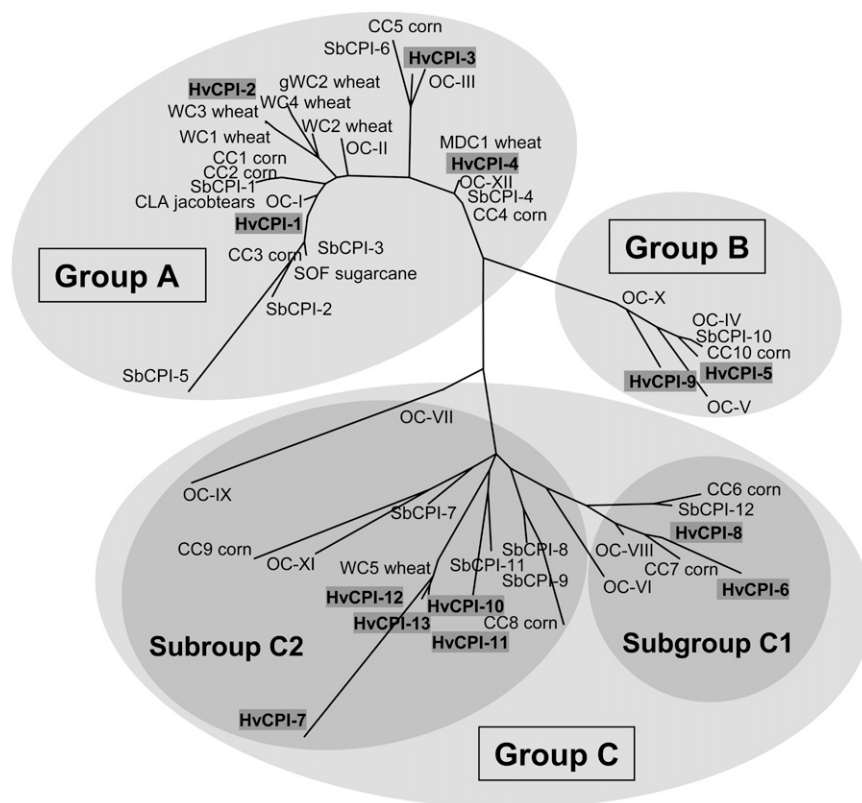 CC5 corn
SbCPI-6
HvCPI-3
OC-III
gWC2 wheat
HvCPI-2
WC4 wheat
WC3 wheat
WC2 wheat
WC1 wheat
OC-II
MDC1 wheat
CC1 corn
HvCPI-4
CC2 corn
OC-XII
SbCPI-1
SbCPI-4
CLA jacobtears
OC-I
CC4 corn
HvCPI-1
SbCPI-3
CC3 corn
SOF sugarcane
Group A
SbCPI-2
SbCPI-5
Group B
OC-X
OC-IV
SbCPI-10
CC10 corn
HvCPI-5
HvCPI-9
OC-V
OC-VII
OC-IX
CC6 corn
SbCPI-12
SbCPI-7
HvCPI-8
CC9 corn
OC-XI
SbCPI-8
OC-VIII
WC5 wheat
SbCPI-11
CC7 corn
SbCPI-9
OC-VI
HvCPI-6
HvCPI-12
HvCPI-10
HvCPI-13
CC8 corn
HvCPI-11
Subroup C2
Subgroup C1
HvCPI-7
Group C